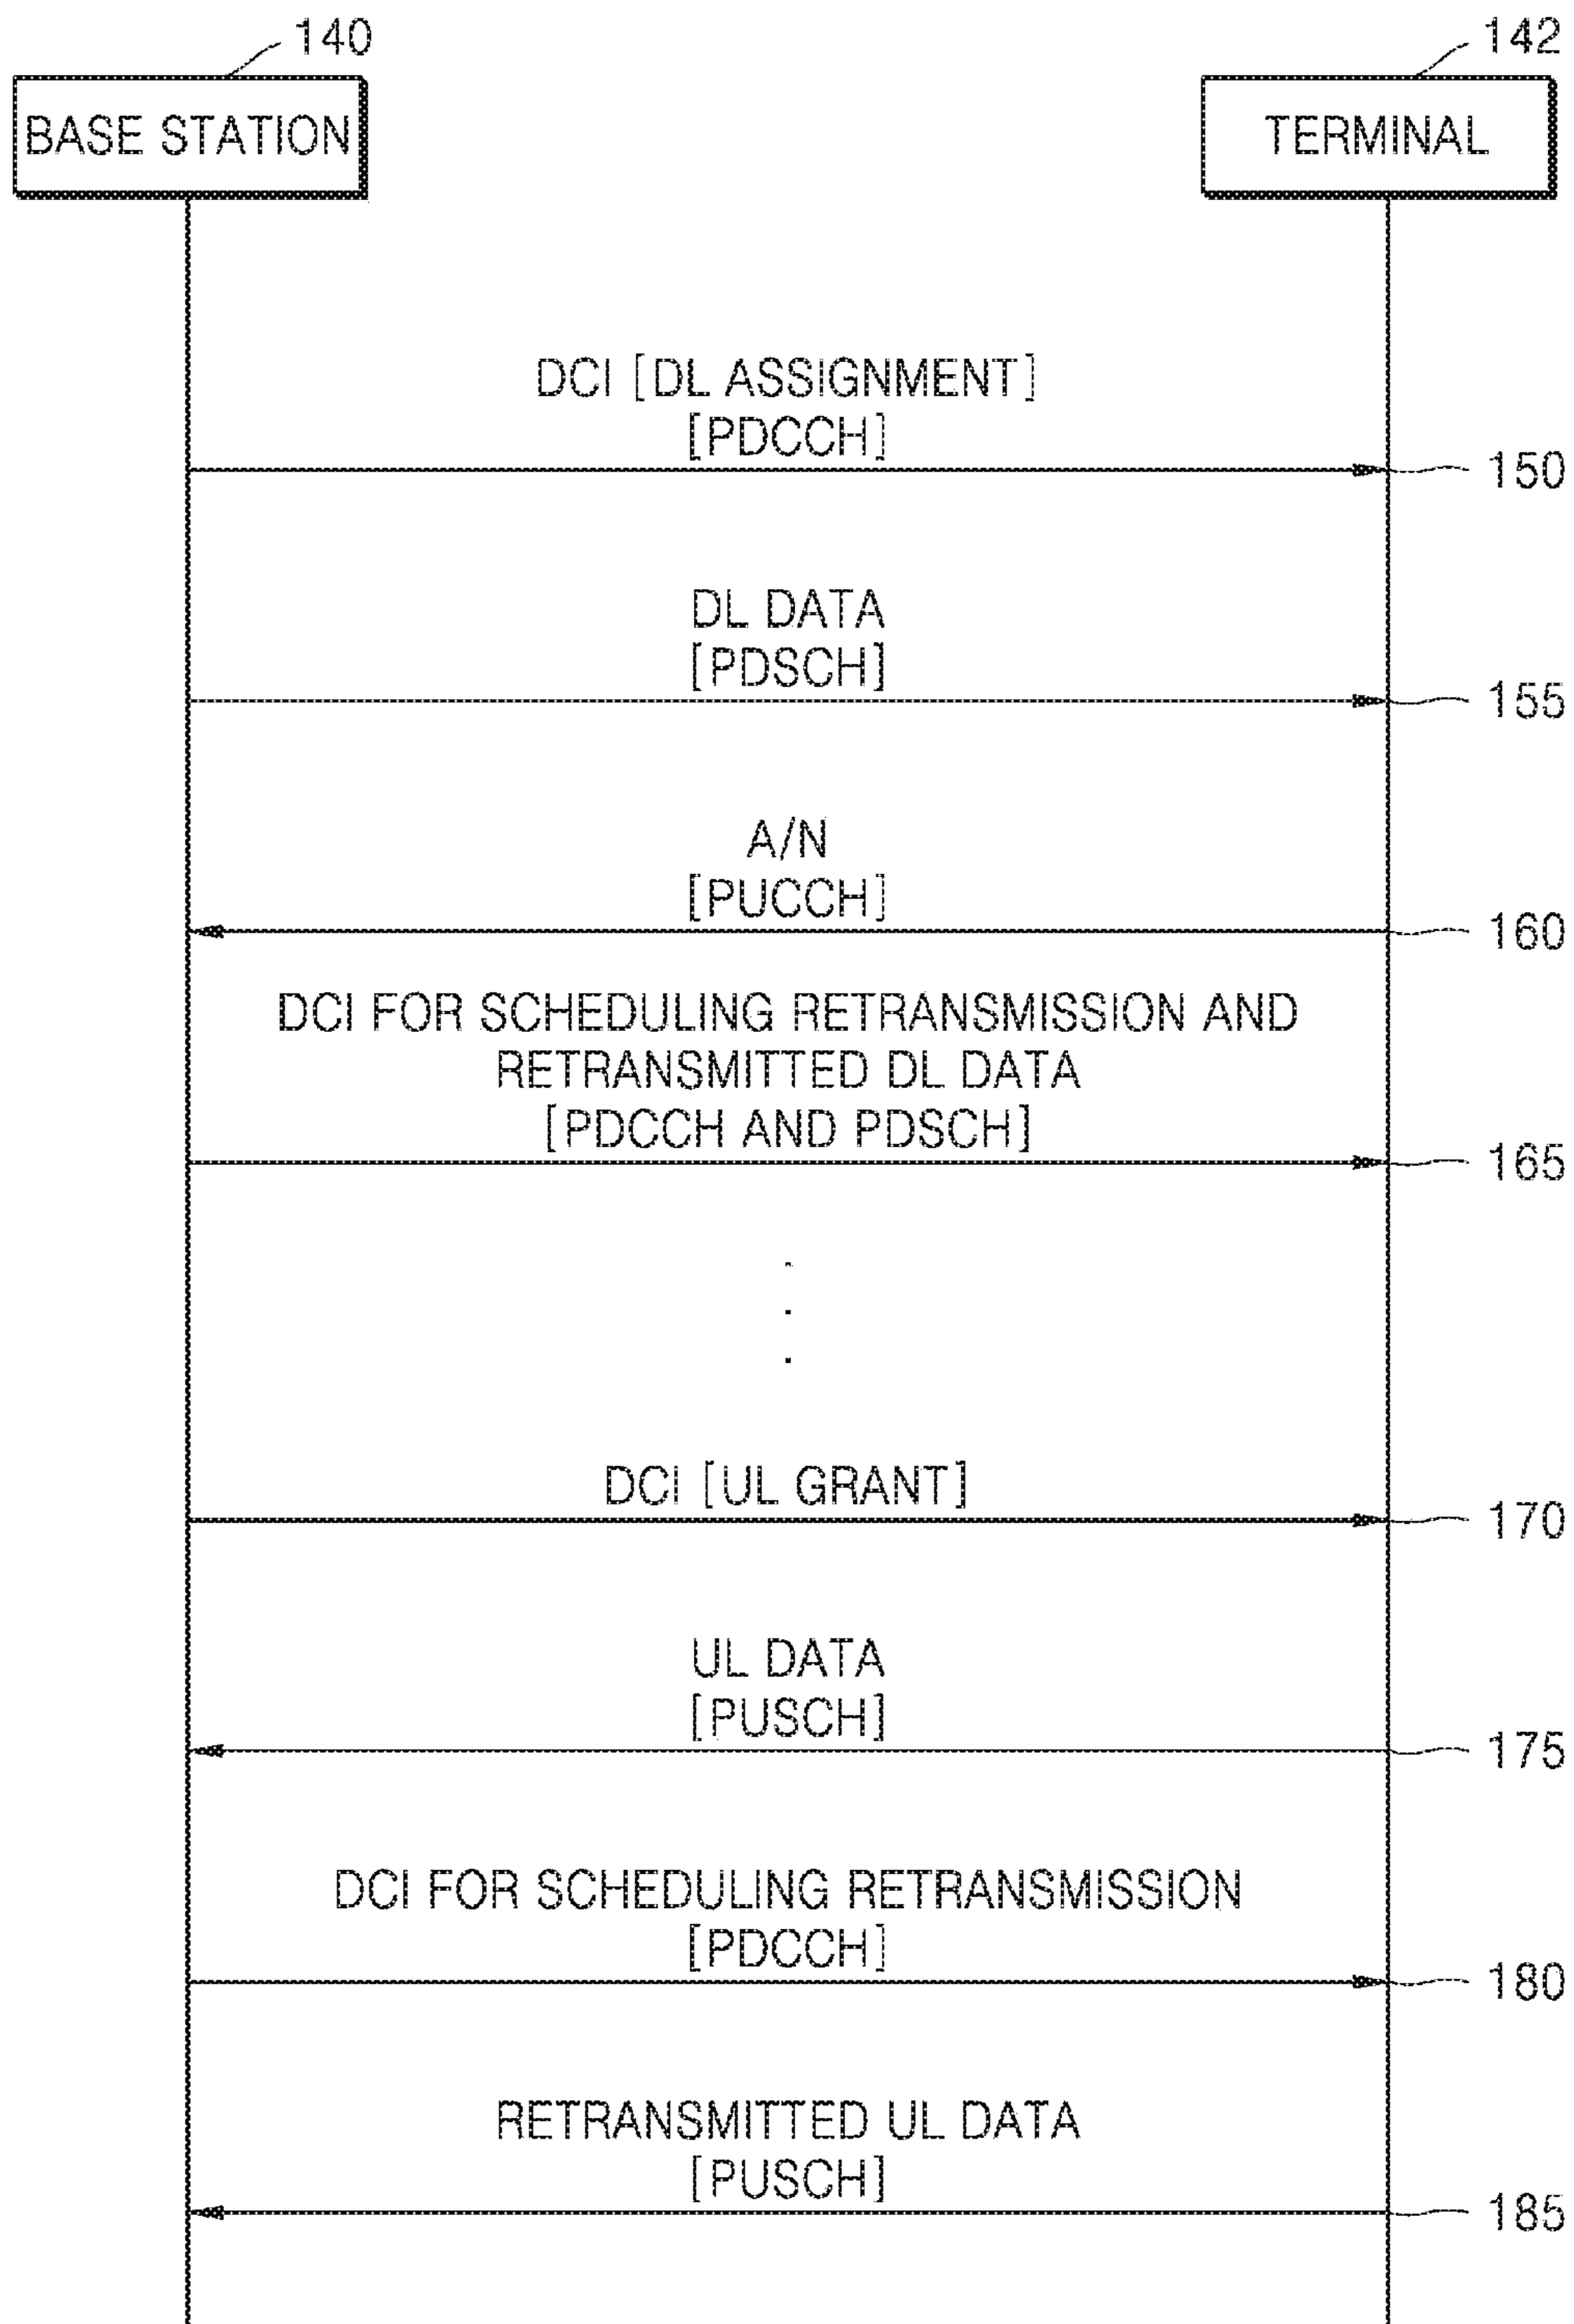 140
142
BASE STATION
TERMINAL
DCI [DL ASSIGNMENT]
[PDCCH]
150
DL DATA
[PDSCH]
155
A/N
[PUCCH]
160
DCI FOR SCHEDULING RETRANSMISSION AND
RETRANSMITTED DL DATA
[PDCCH AND PDSCH]
165
DCI [UL GRANT]
170
UL DATA
[PUSCH]
175
DCI FOR SCHEDULING RETRANSMISSION
[PDCCH]
180
RETRANSMITTED UL DATA
[PUSCH]
185